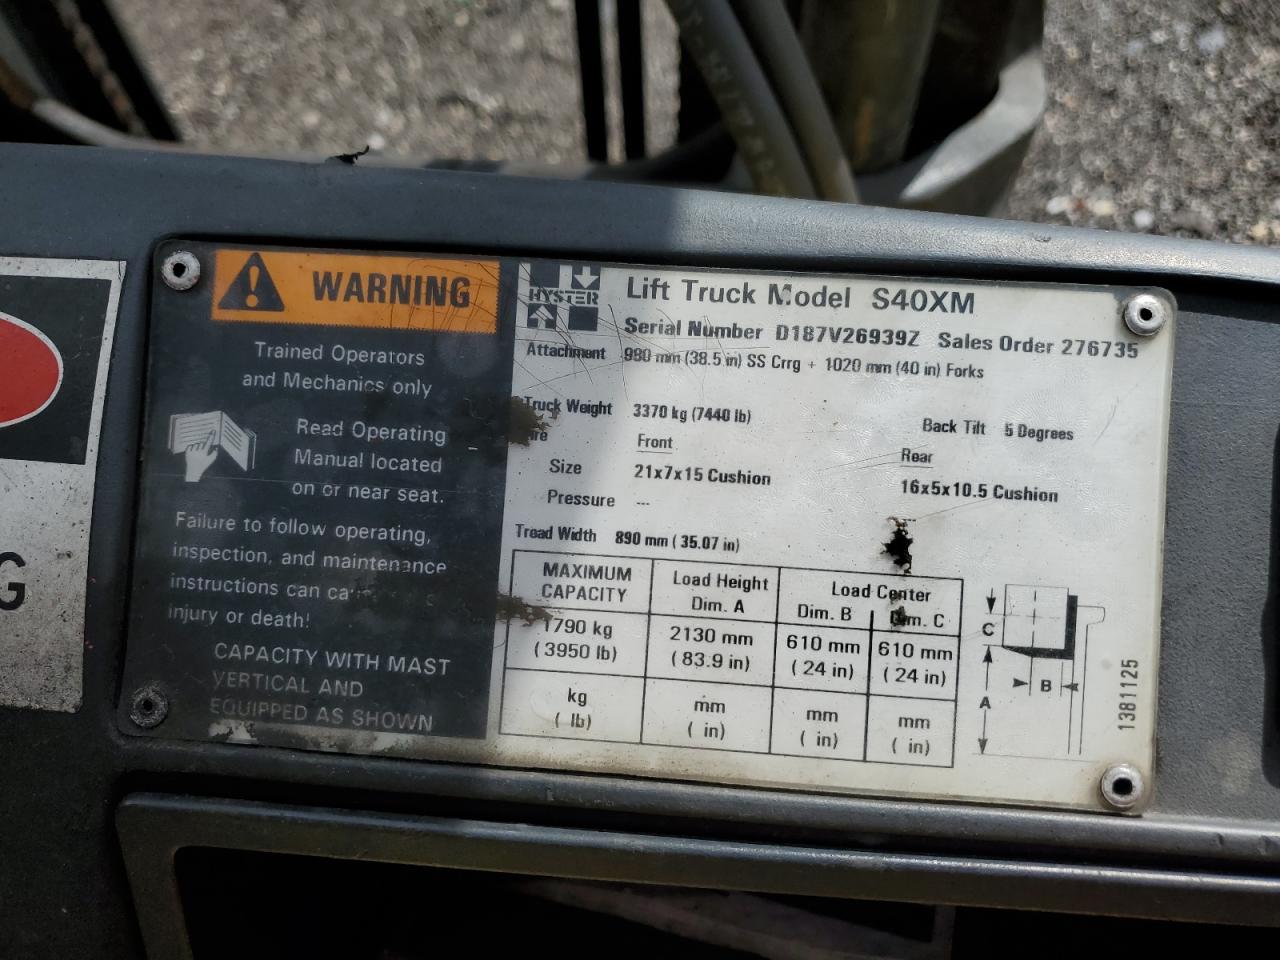 G
WARNING
Trained Operators
and Mechanics only
Read Operating
Manual located
on or near seat.
Failure to follow operating,
inspection, and maintenance
instructions can
injury or death!
CAPACITY WITH MAST
VERTICAL AND
EQUIPPED AS SHOWN
HYSTER
Lift Truck Model S40XM
Serial Number D187V26939Z Sales Order 276735
Attachment 980 mm (38.5 in) SS Crrg + 1020 mm (40 in) Forks
Truck Weight 3370 kg (7440 lb) Back Tilt 5 Degrees
Front Rear
Size 21x7x15 Cushion 16x5x10.5 Cushion
Pressure ---
Tread Width 890 mm (35.07 in)
MAXIMUM CAPACITY Load Height Dim. A Load Center Dim. B Dim. C
1790 kg 2130 mm 610 mm 610 mm
(3950 lb) (83.9 in) (24 in) (24 in)
kg mm mm mm
( lb) ( in) ( in) ( in)
C
B
A
1381125